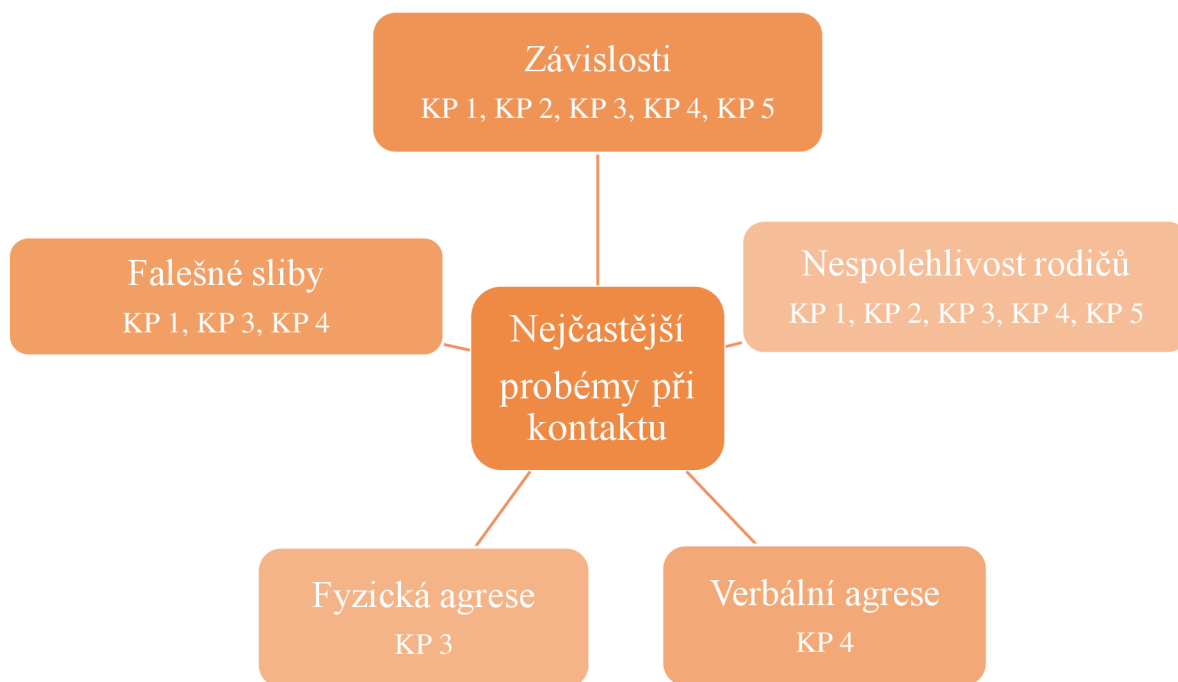 Závislosti
KP 1, KP 2, KP 3, KP 4, KP 5
Nespolehlivost rodičů
KP 1, KP 2, KP 3, KP 4, KP 5
Falešné sliby
KP 1, KP 3, KP 4
Nejčastější
probémy při
kontaktu
Fyzická agrese
KP 3
Verbální agrese
KP 4